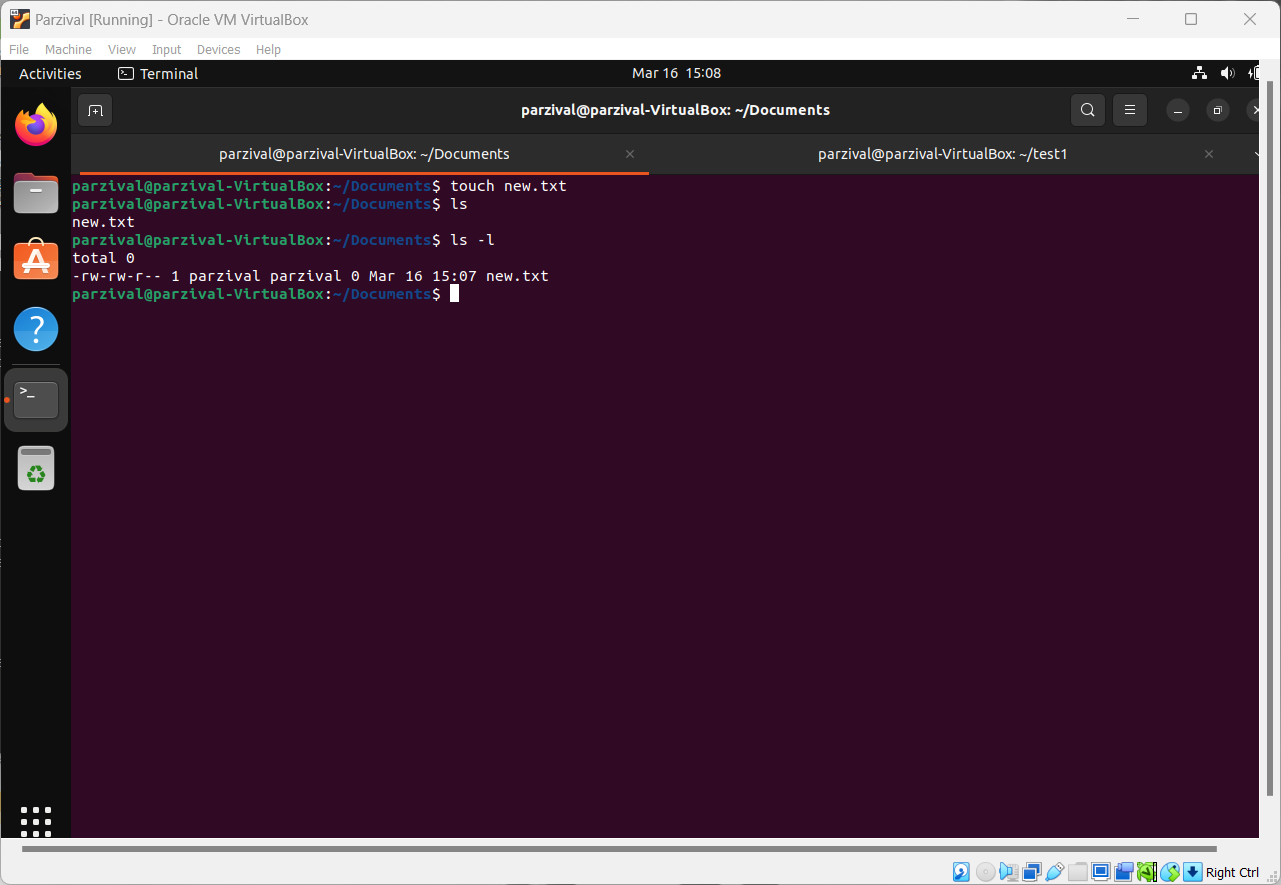 Parzival [Running] - Oracle VM VirtualBox
File Machine View Input Devices Help
Activities Terminal Mar 16 15:08
parzival@parzival-VirtualBox: ~/Documents
parzival@parzival-VirtualBox: ~/Documents parzival@parzival-VirtualBox: ~/test1
parzival@parzival-VirtualBox:~/Documents$ touch new.txt
parzival@parzival-VirtualBox:~/Documents$ ls
new.txt
parzival@parzival-VirtualBox:~/Documents$ ls -l
total 0
-rw-rw-r-- 1 parzival parzival 0 Mar 16 15:07 new.txt
parzival@parzival-VirtualBox:~/Documents$
Right Ctrl